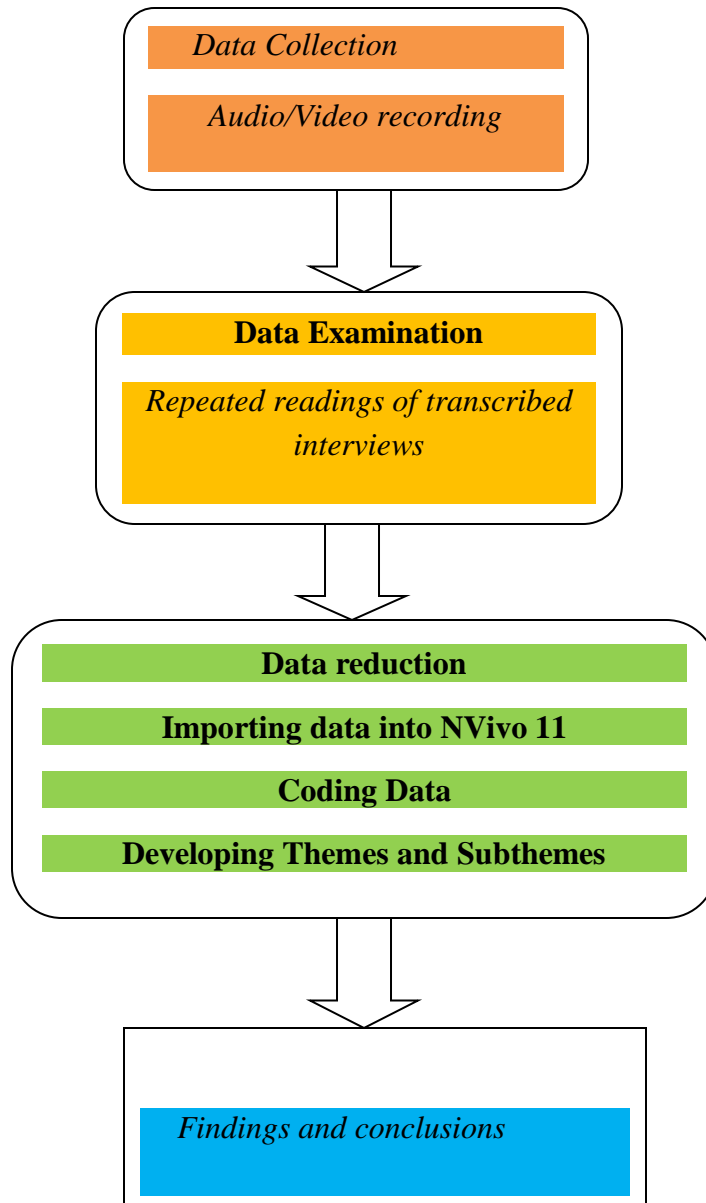 Data Collection
Audio/Video recording
Data Examination
Repeated readings of transcribed
interviews
Data reduction
Importing data into NVivo 11
Coding Data
Developing Themes and Subthemes
Findings and conclusions